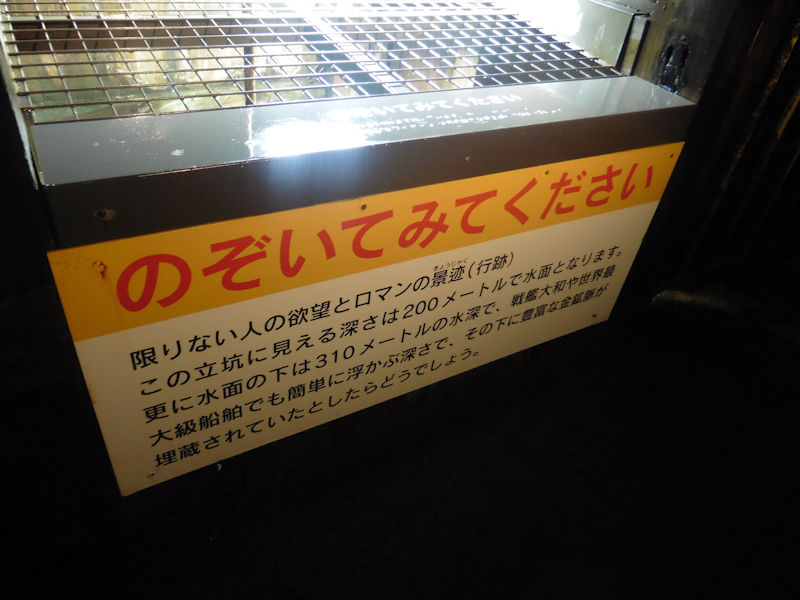 のぞいてみてください
限りない人の欲望とロマンの景迹(行跡)
きょうじゃく
この立坑に見える深さは200メートルで水面となります。
更に水面の下は310メートルの水深で、戦艦大和や世界最
大級船舶でも簡単に浮かぶ深さで、その下に豊富な金鉱脈が
埋蔵されていたとしたらどうでしょう。